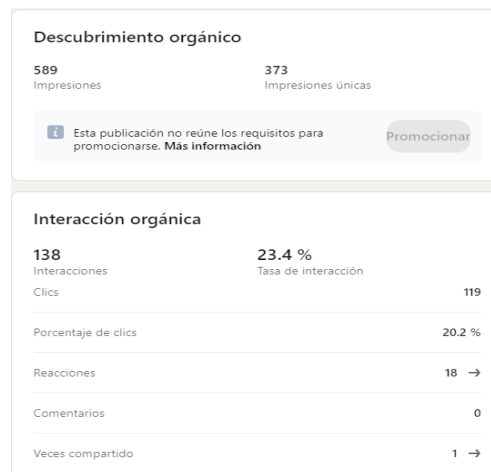 Descubrimiento orgánico
589
Impresiones
373
Impresiones únicas
i
Esta publicación no reúne los requisitos para
promocionarse. Más información
Promocionar
Interacción orgánica
138
Interacciones
23.4 %
Tasa de interacción
Clics 119
Porcentaje de clics 20.2 %
Reacciones 18 →
Comentarios 0
Veces compartido 1 →